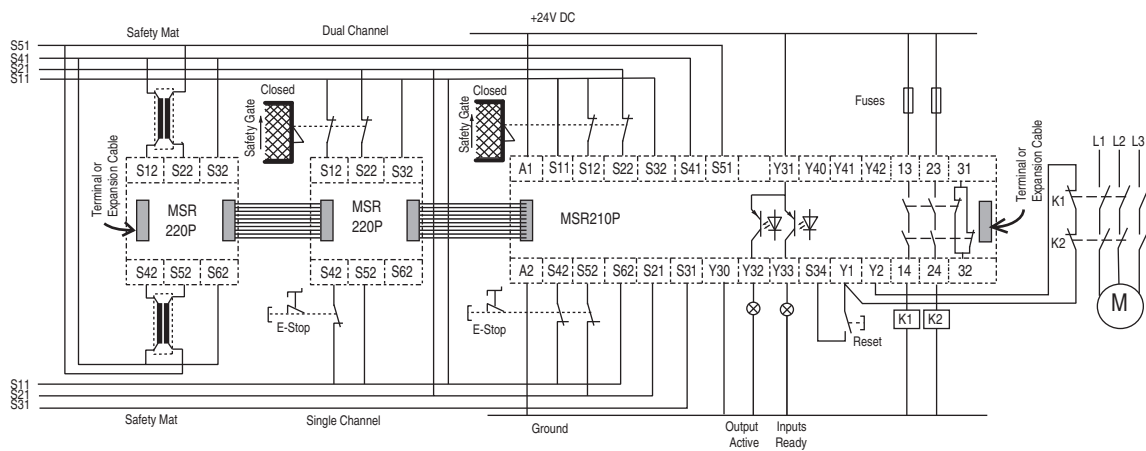 +24V DC
Safety Mat
Dual Channel
S51
S41
S21
S11
Closed
Safety Gate
Closed
Safety Gate
Fuses
L1 L2 L3
Terminal or
Expansion Cable
S12 S22 S32
S12 S22 S32
A1 S11 S12 S22 S32 S41 S51 Y31 Y40 Y41 Y42 13 23 31
Terminal or
Expansion Cable
MSR
220P
MSR
220P
MSR210P
K1
K2
S42 S52 S62
S42 S52 S62
A2 S42 S52 S62 S21 S31 Y30 Y32 Y33 S34 Y1 Y2 14 24 32
E-Stop
E-Stop
K1 K2
M
Reset
S11
S21
S31
Safety Mat
Single Channel
Ground
Output
Active
Inputs
Ready